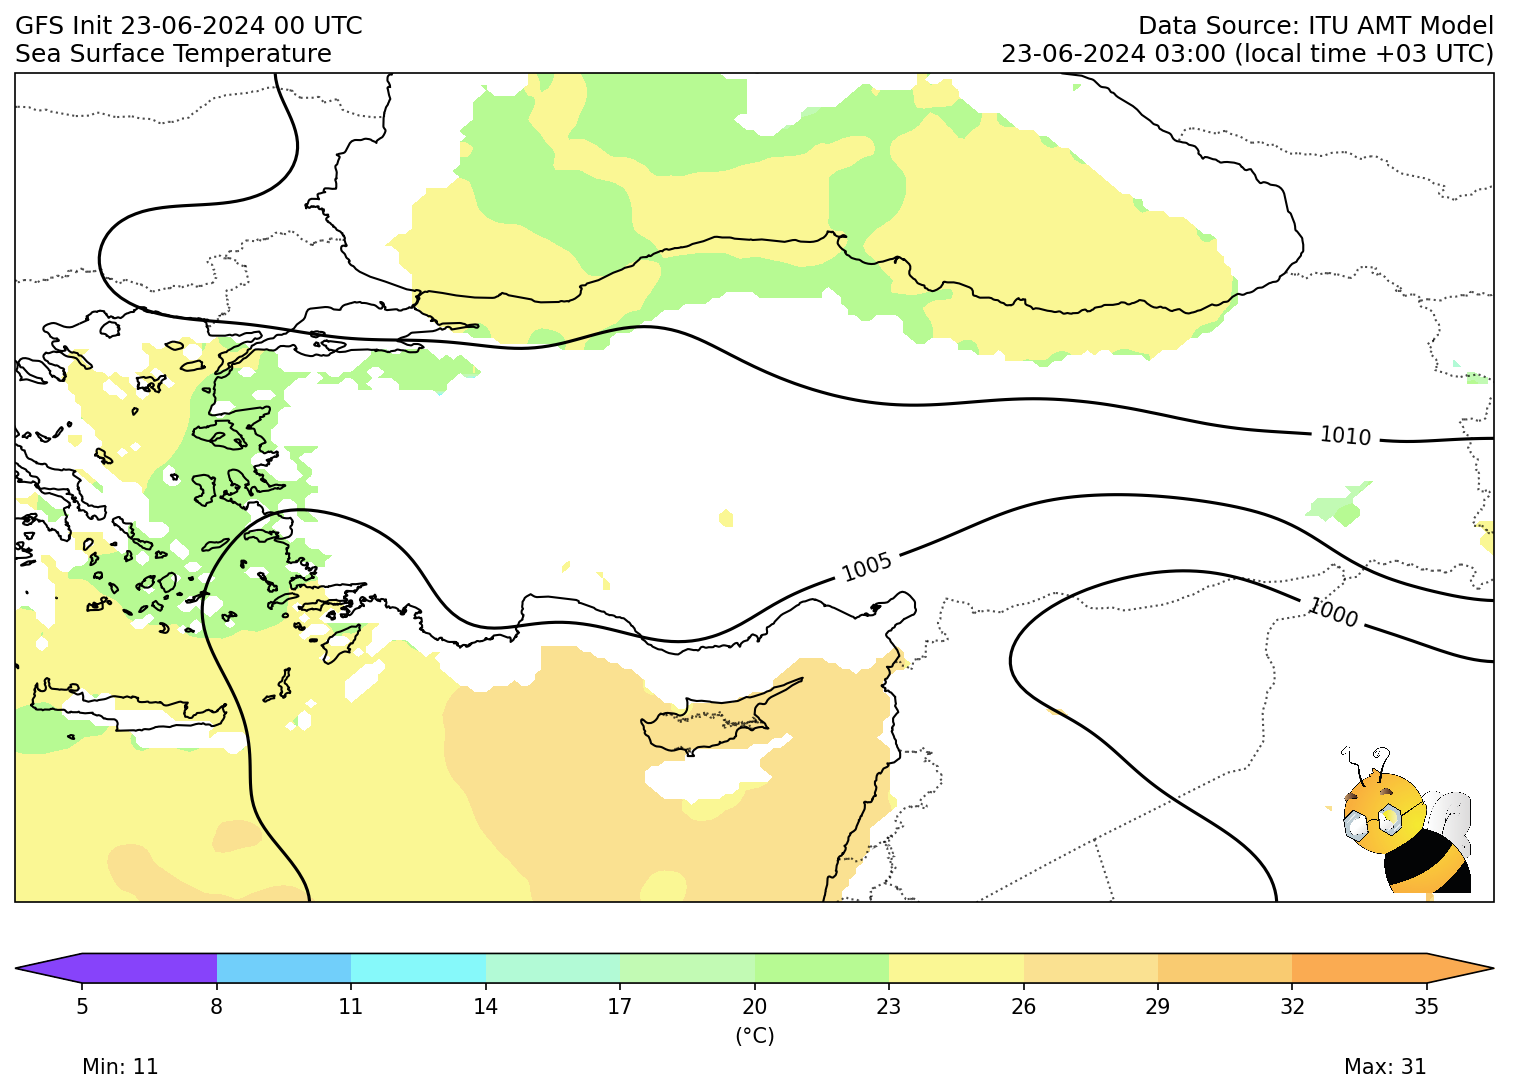 GFS Init 23-06-2024 00 UTC
Data Source: ITU AMT Model
Sea Surface Temperature
23-06-2024 03:00 (local time +03 UTC)
1010
1005
1000
5 8 11 14 17 20 23 26 29 32 35
(°C)
Min: 11
Max: 31